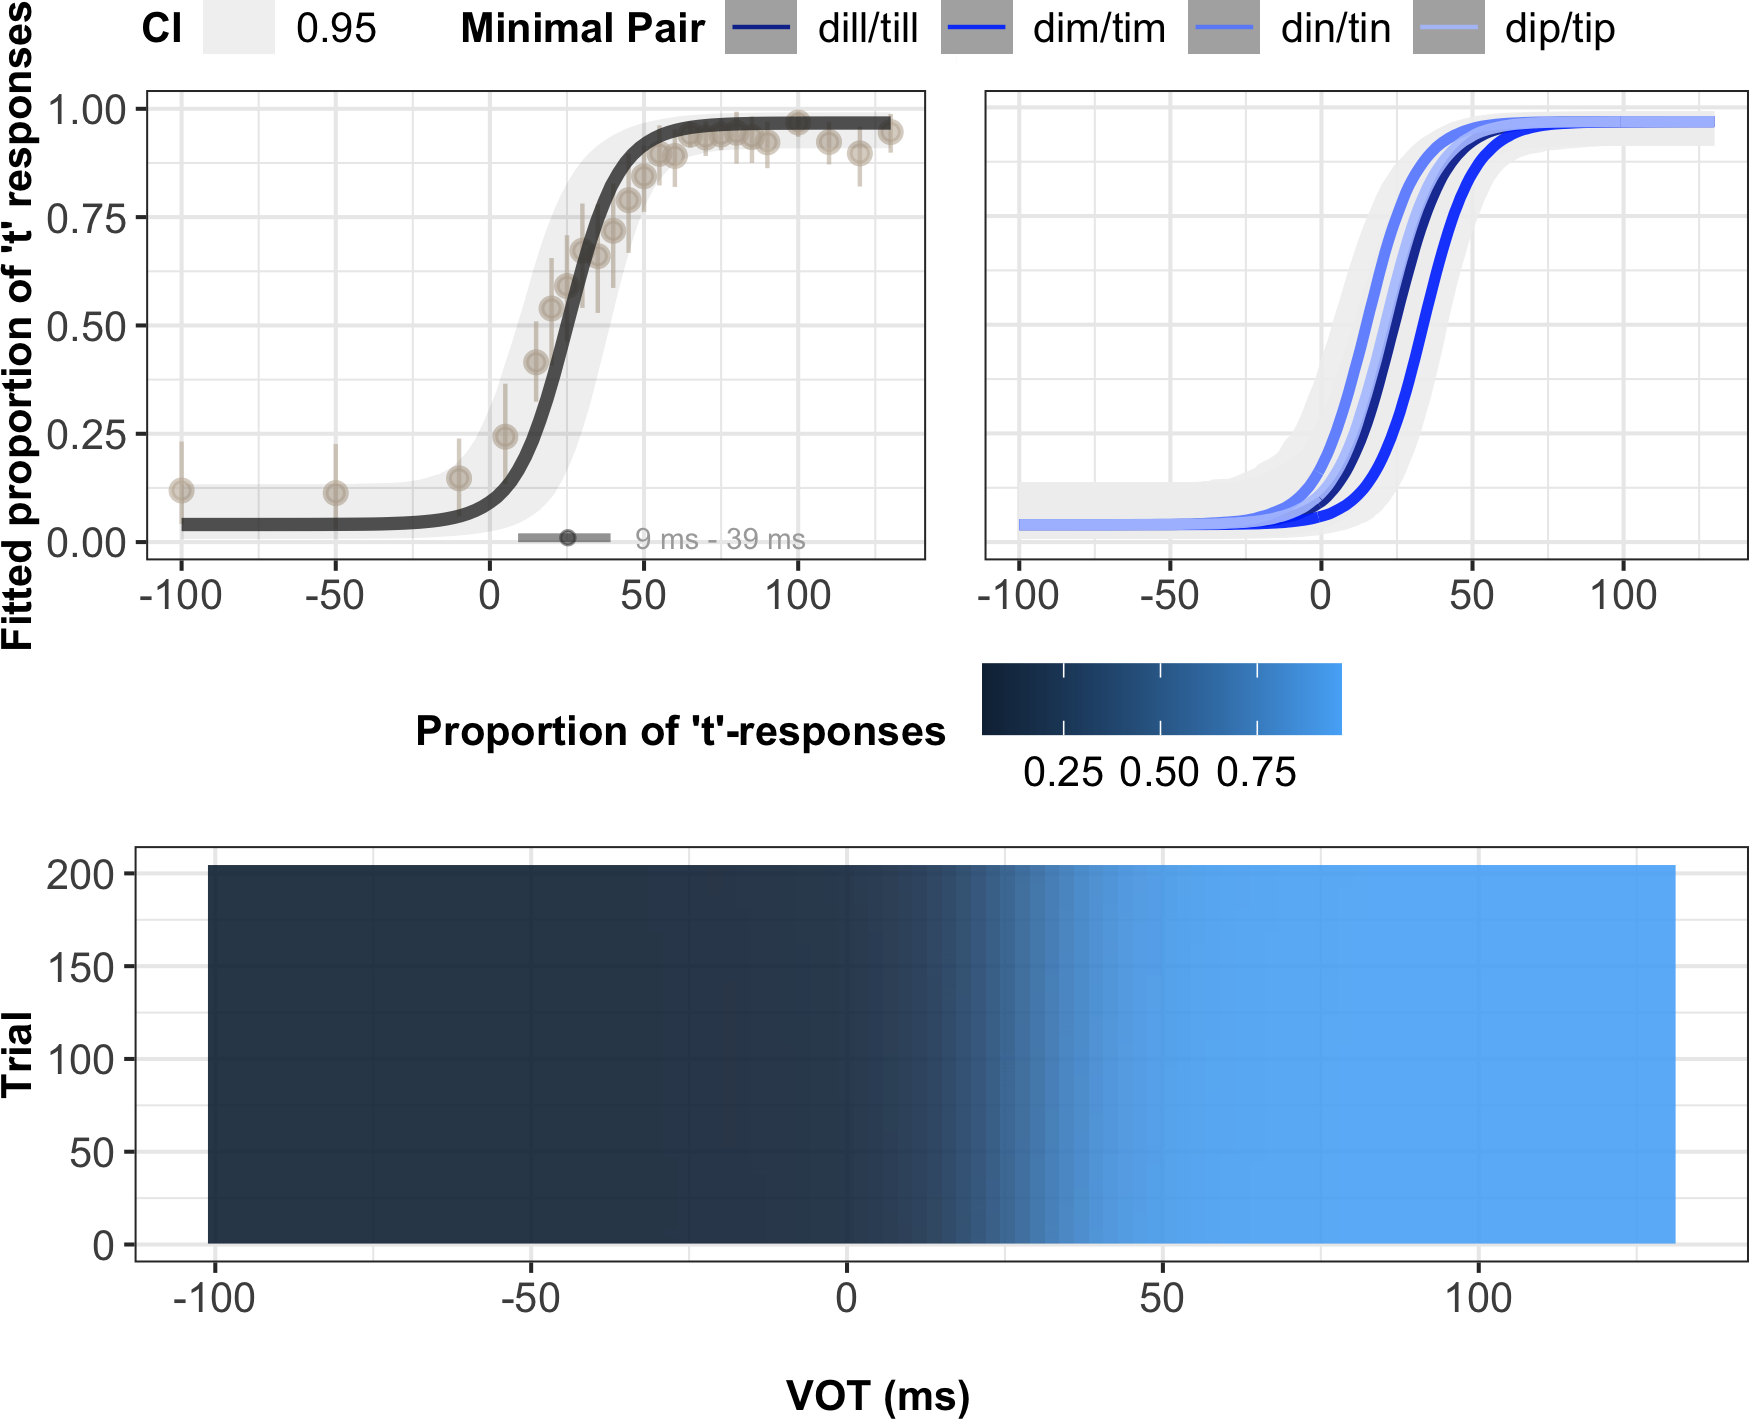 CI 0.95 Minimal Pair dill/till dim/tim din/tin dip/tip
Fitted proportion of 't' responses
1.00
0.75
0.50
0.25
0.00
9 ms - 39 ms
-100 -50 0 50 100
-100 -50 0 50 100
Proportion of 't'-responses
0.25 0.50 0.75
Trial
200
150
100
50
0
-100 -50 0 50 100
VOT (ms)